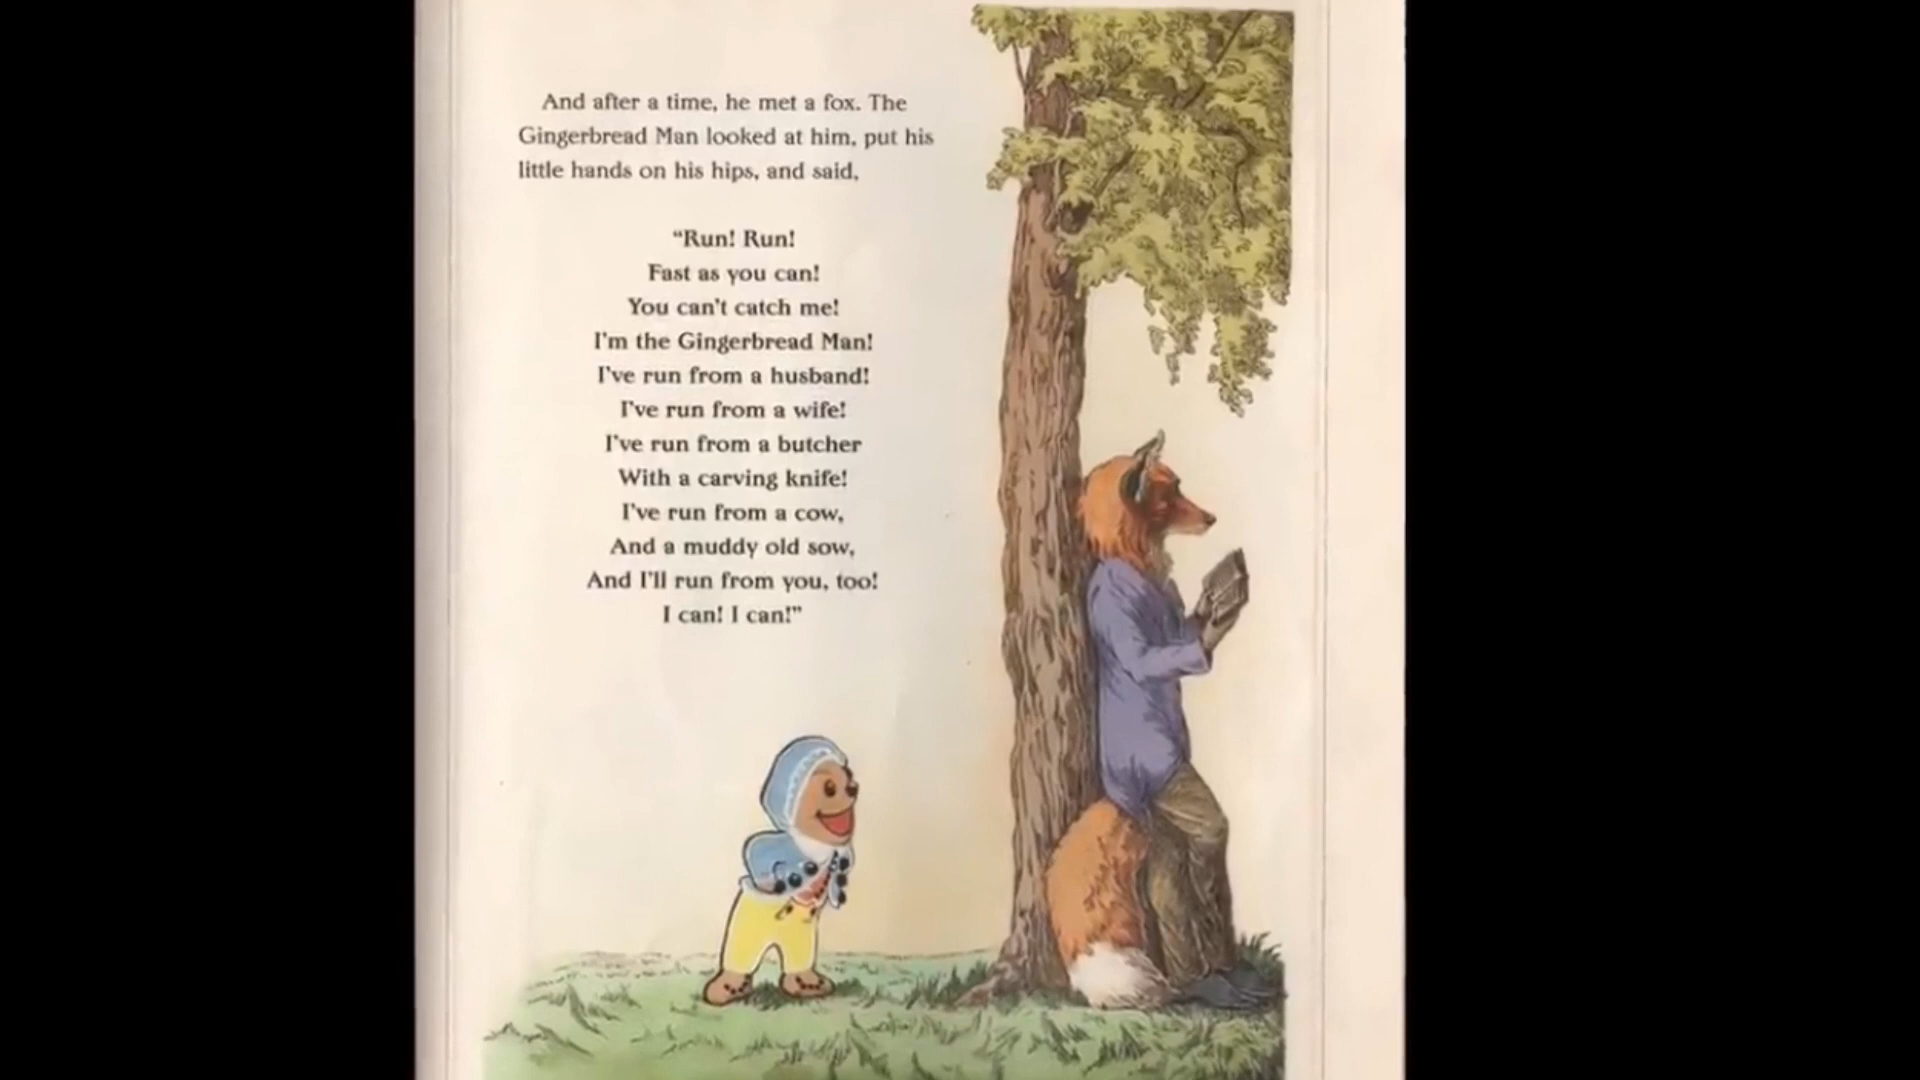 And after a time, he met a fox. The
Gingerbread Man looked at him, put his
little hands on his hips, and said,
“Run! Run!
Fast as you can!
You can't catch me!
I'm the Gingerbread Man!
I've run from a husband!
I've run from a wife!
I've run from a butcher
With a carving knife!
I've run from a cow,
And a muddy old sow,
And I'll run from you, too!
I can! I can!”